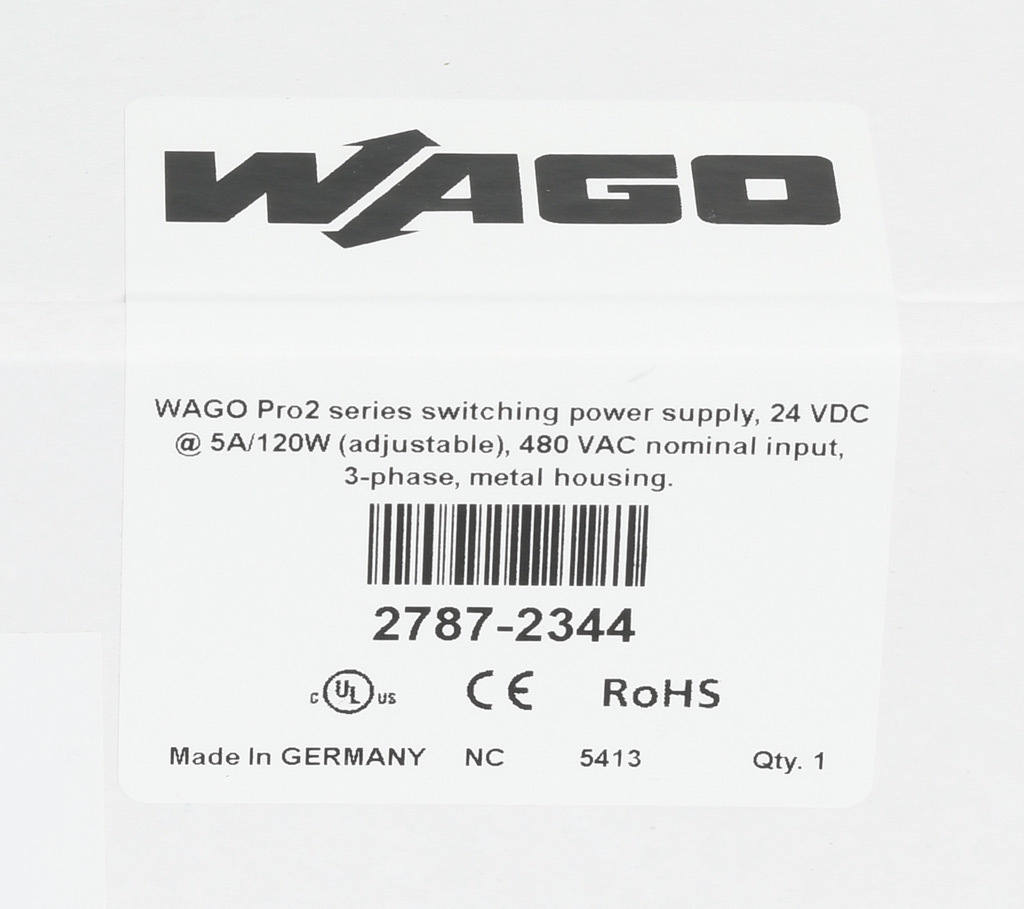 WAGO
WAGO Pro2 series switching power supply, 24 VDC
@ 5A/120W (adjustable), 480 VAC nominal input,
3-phase, metal housing.
2787-2344
c UL us CE RoHS
Made In GERMANY NC 5413 Qty. 1